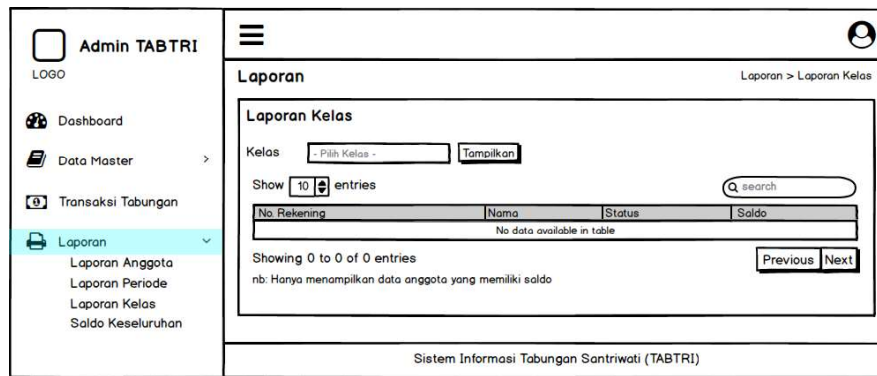 Admin TABTRI
LOGO
Dashboard
Data Master >
Transaksi Tabungan
Laporan
Laporan Anggota
Laporan Periode
Laporan Kelas
Saldo Keseluruhan
Laporan
Laporan > Laporan Kelas
Laporan Kelas
Kelas - Pilih Kelas - Tampilkan
Show 10 entries
search
No. Rekening Nama Status Saldo
No data available in table
Showing 0 to 0 of 0 entries
Previous Next
nb: Hanya menampilkan data anggota yang memiliki saldo
Sistem Informasi Tabungan Santriwati (TABTRI)